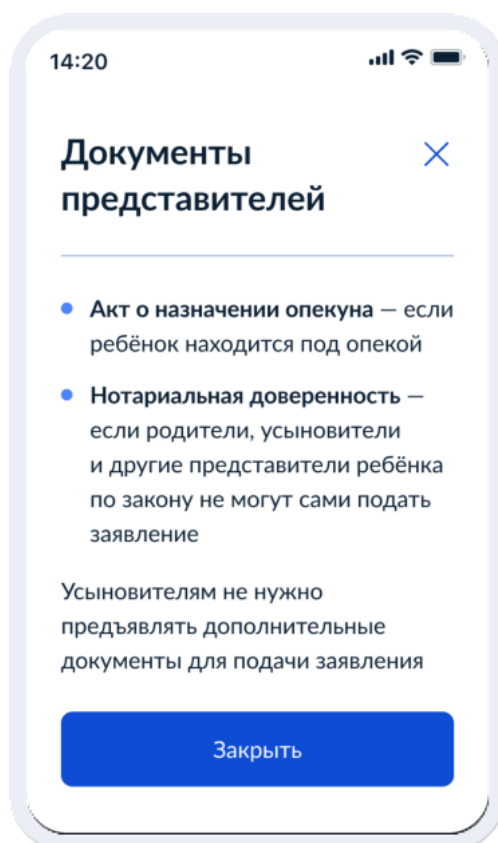 14:20
Документы
представителей
Акт о назначении опекуна — если
ребёнок находится под опекой
Нотариальная доверенность —
если родители, усыновители
и другие представители ребёнка
по закону не могут сами подать
заявление
Усыновителям не нужно
предъявлять дополнительные
документы для подачи заявления
Закрыть